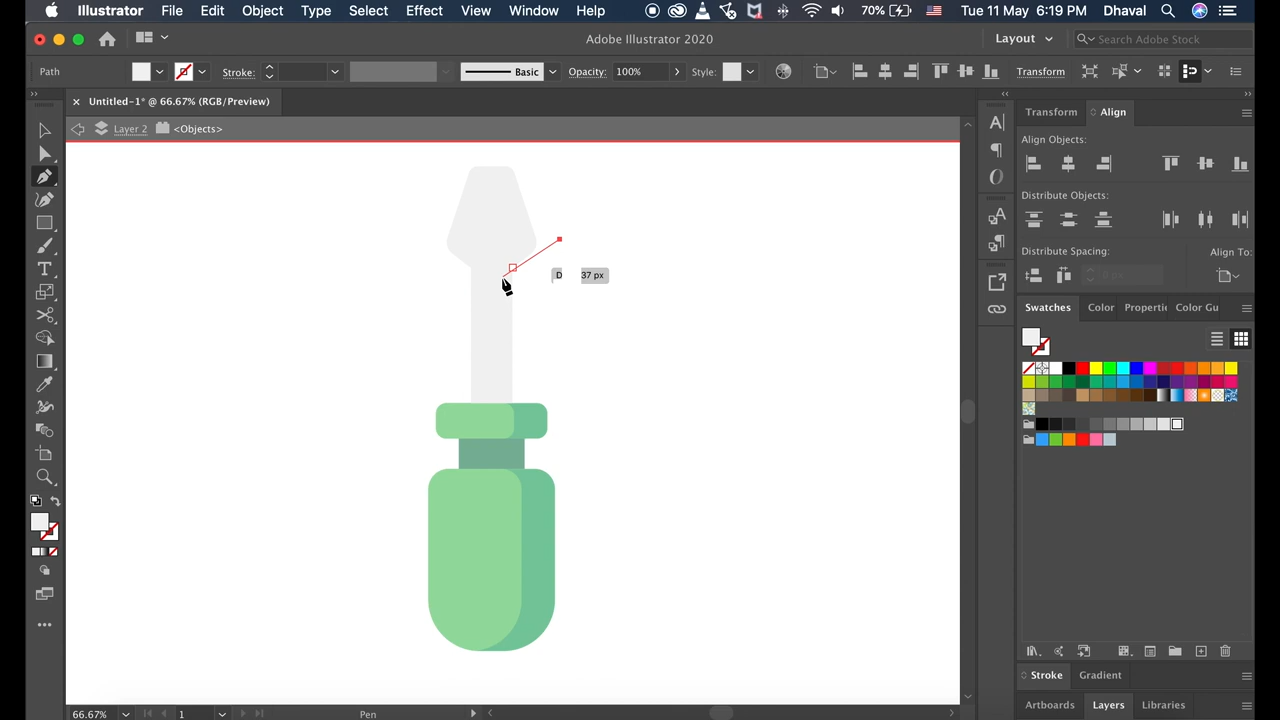 Illustrator File Edit Object Type Select Effect View Window Help 70% Tue 11 May 6:19 PM Dhaval
Adobe Illustrator 2020 Layout Search Adobe Stock
Path Stroke: Basic Opacity: 100% Style: Transform
× Untitled-1* @ 66.67% (RGB/Preview)
Layer 2 <Objects>
Transform Align
Align Objects:
Distribute Objects:
Distribute Spacing: Align To:
0 px
D 37 px
Swatches Color Properti Color Gu
Stroke Gradient
Artboards Layers Libraries
66.67% 1 Pen